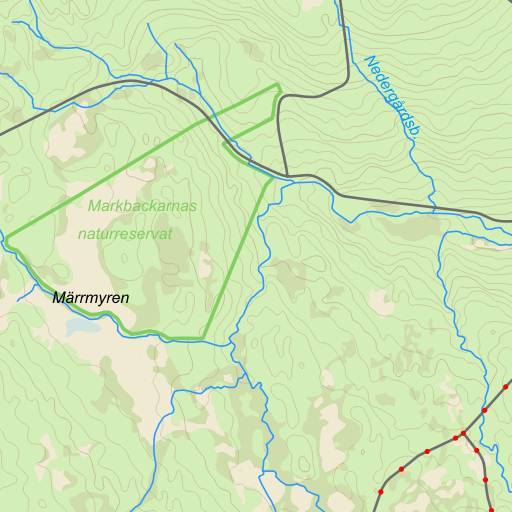 Nedergårdsb.
Markbackarnas
naturreservat
Märrmyren